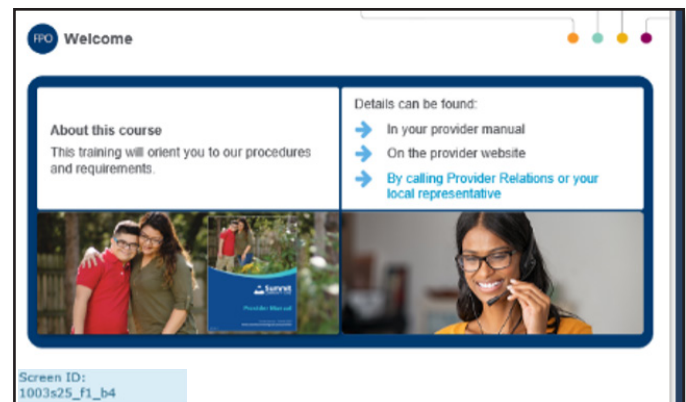 FPO Welcome
About this course
This training will orient you to our procedures
and requirements.
Details can be found:
In your provider manual
On the provider website
By calling Provider Relations or your
local representative
Summit
Provider Manual
Screen ID:
1003s25_f1_b4